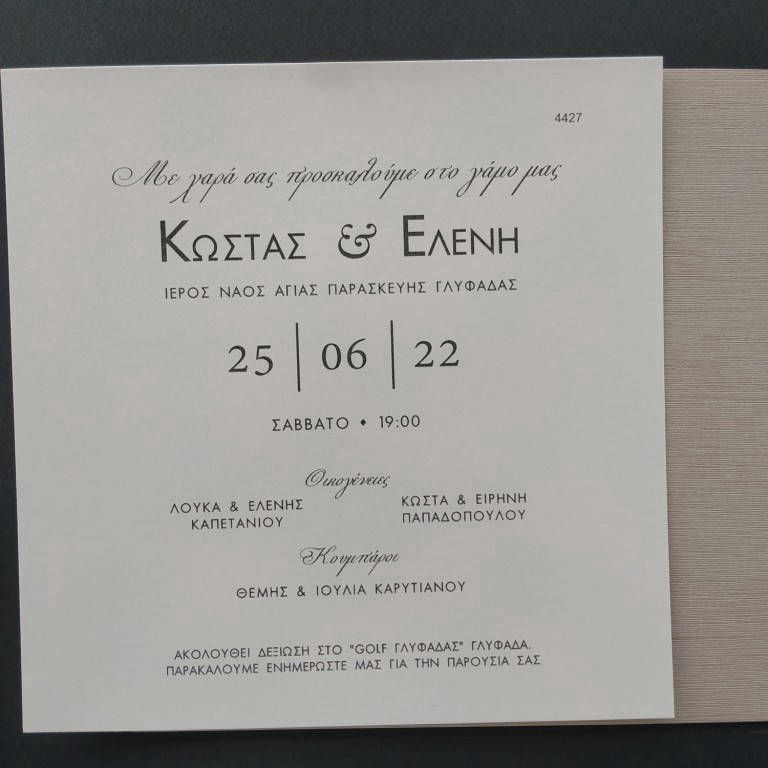 4427
Με χαρά σας προσκαλούμε στο γάμο μας
ΚΩΣΤΑΣ & ΕΛΕΝΗ
ΙΕΡΟΣ ΝΑΟΣ ΑΓΙΑΣ ΠΑΡΑΣΚΕΥΗΣ ΓΛΥΦΑΔΑΣ
25 | 06 | 22
ΣΑΒΒΑΤΟ • 19:00
Οικογένειες
ΛΟΥΚΑ & ΕΛΕΝΗΣ
ΚΑΠΕΤΑΝΙΟΥ
ΚΩΣΤΑ & ΕΙΡΗΝΗ
ΠΑΠΑΔΟΠΟΥΛΟΥ
Κουμπάροι
ΘΕΜΗΣ & ΙΟΥΛΙΑ ΚΑΡΥΤΙΑΝΟΥ
ΑΚΟΛΟΥΘΕΙ ΔΕΞΙΩΣΗ ΣΤΟ "GOLF ΓΛΥΦΑΔΑΣ" ΓΛΥΦΑΔΑ.
ΠΑΡΑΚΑΛΟΥΜΕ ΕΝΗΜΕΡΩΣΤΕ ΜΑΣ ΓΙΑ ΤΗΝ ΠΑΡΟΥΣΙΑ ΣΑΣ